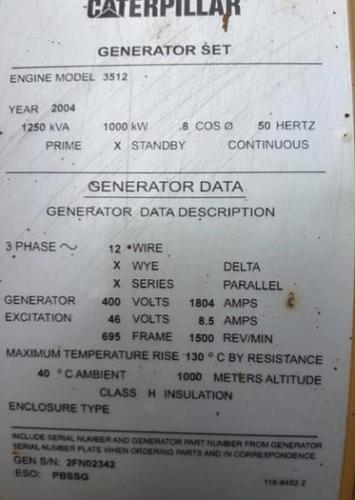 CATERPILLAR
GENERATOR SET
ENGINE MODEL 3512
YEAR 2004
1250 kVA 1000 kW .8 COS Ø 50 HERTZ
PRIME X STANDBY CONTINUOUS
GENERATOR DATA
GENERATOR DATA DESCRIPTION
3 PHASE ~ 12 WIRE
X WYE DELTA
X SERIES PARALLEL
GENERATOR 400 VOLTS 1804 AMPS
EXCITATION 46 VOLTS 8.5 AMPS
695 FRAME 1500 REV/MIN
MAXIMUM TEMPERATURE RISE 130 °C BY RESISTANCE
40 °C AMBIENT 1000 METERS ALTITUDE
CLASS H INSULATION
ENCLOSURE TYPE
INCLUDE SERIAL NUMBER AND GENERATOR PART NUMBER FROM GENERATOR
SERIAL NUMBER PLATE WHEN ORDERING PARTS AND IN CORRESPONDENCE.
GEN S/N: 2FN02342
ESO: PBSSG 118-8452 2